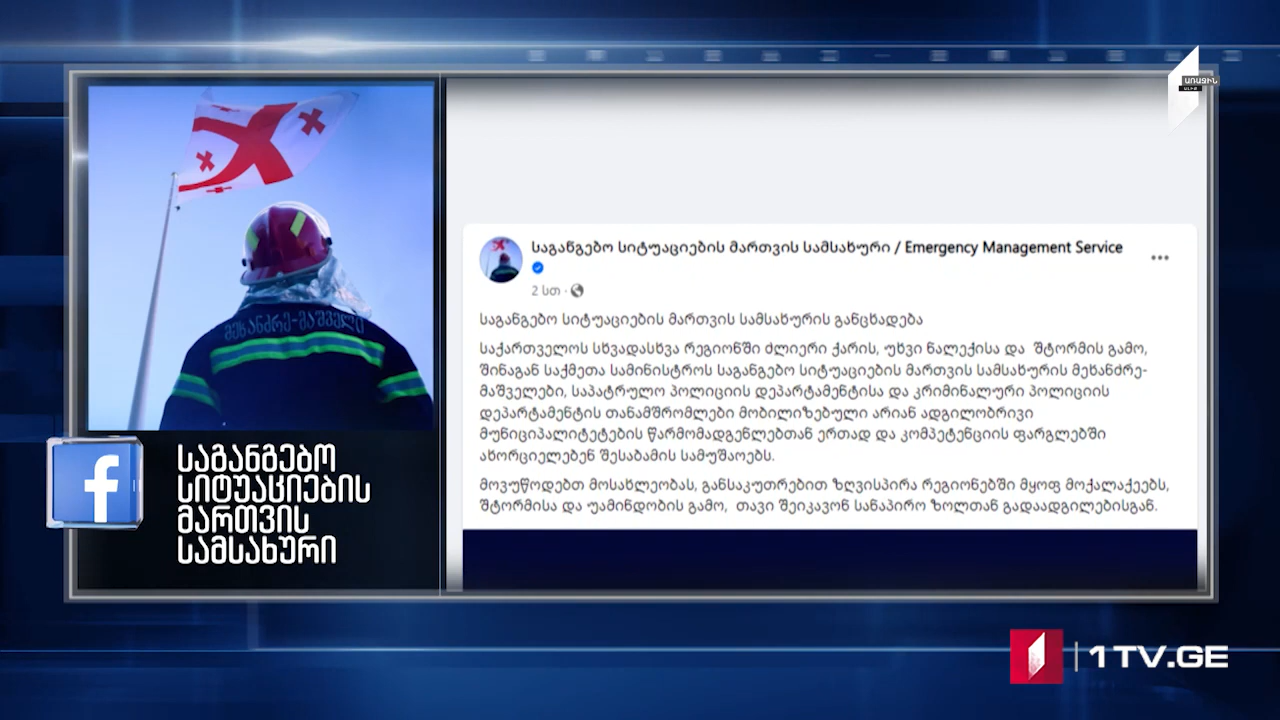 ԱՌԱՋԻՆ
ԱԼԻՔ
მეხანძრე-მაშველი
საგანგებო
სიტუაციების
მართვის
სამსახური
საგანგებო სიტუაციების მართვის სამსახური / Emergency Management Service
2 სთ ·
საგანგებო სიტუაციების მართვის სამსახურის განცხადება
საქართველოს სხვადასხვა რეგიონში ძლიერი ქარის, უხვი ნალექისა და შტორმის გამო,
შინაგან საქმეთა სამინისტროს საგანგებო სიტუაციების მართვის სამსახურის მეხანძრე-
მაშველები, საპატრულო პოლიციის დეპარტამენტისა და კრიმინალური პოლიციის
დეპარტამენტის თანამშრომლები მობილიზებული არიან ადგილობრივი
მუნიციპალიტეტების წარმომადგენლებთან ერთად და კომპეტენციის ფარგლებში
ახორციელებენ შესაბამის სამუშაოებს.
მოვუწოდებთ მოსახლეობას, განსაკუთრებით ზღვისპირა რეგიონებში მყოფ მოქალაქეებს,
შტორმისა და უამინდობის გამო, თავი შეიკავონ სანაპირო ზოლთან გადაადგილებისგან.
1TV.GE